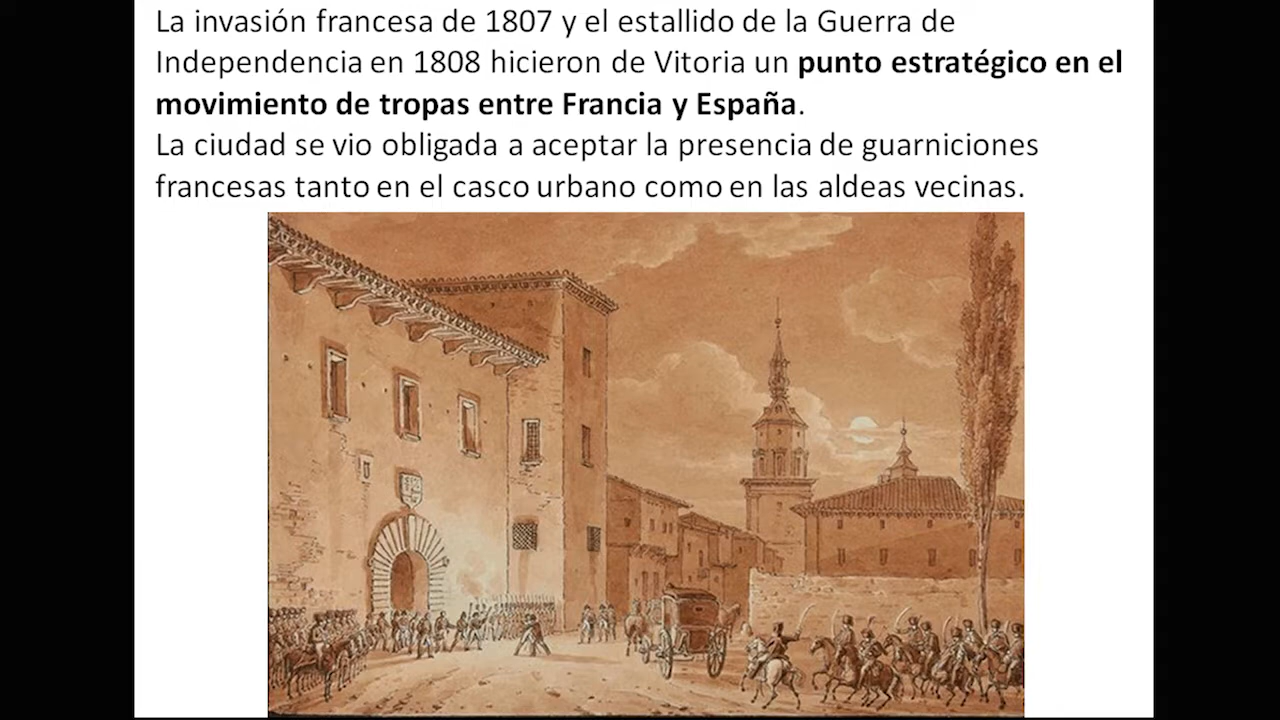 La invasión francesa de 1807 y el estallido de la Guerra de
Independencia en 1808 hicieron de Vitoria un punto estratégico en el
movimiento de tropas entre Francia y España.
La ciudad se vio obligada a aceptar la presencia de guarniciones
francesas tanto en el casco urbano como en las aldeas vecinas.